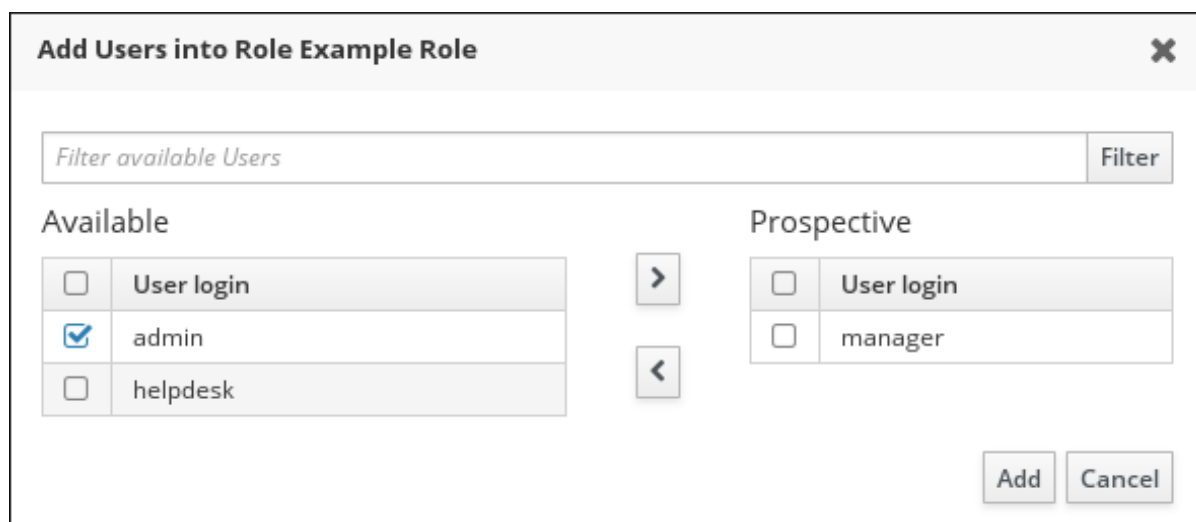 Add Users into Role Example Role
Filter available Users
Filter
Available
User login
admin
helpdesk
Prospective
User login
manager
Add
Cancel